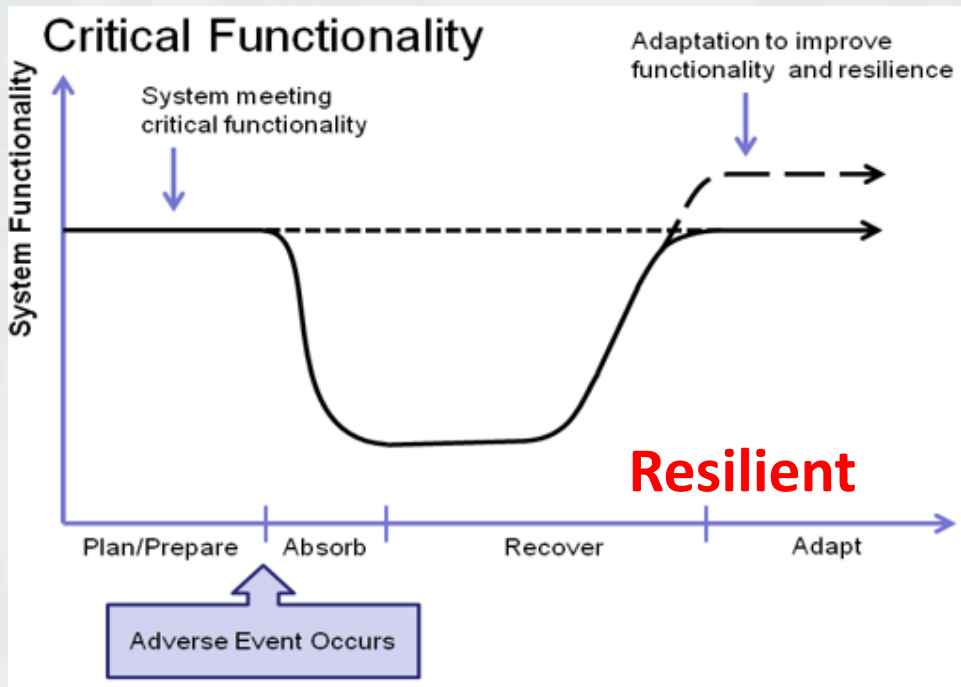 Critical Functionality
Adaptation to improve
functionality and resilience
System meeting
critical functionality
System Functionality
Resilient
Plan/Prepare
Absorb
Recover
Adapt
Adverse Event Occurs